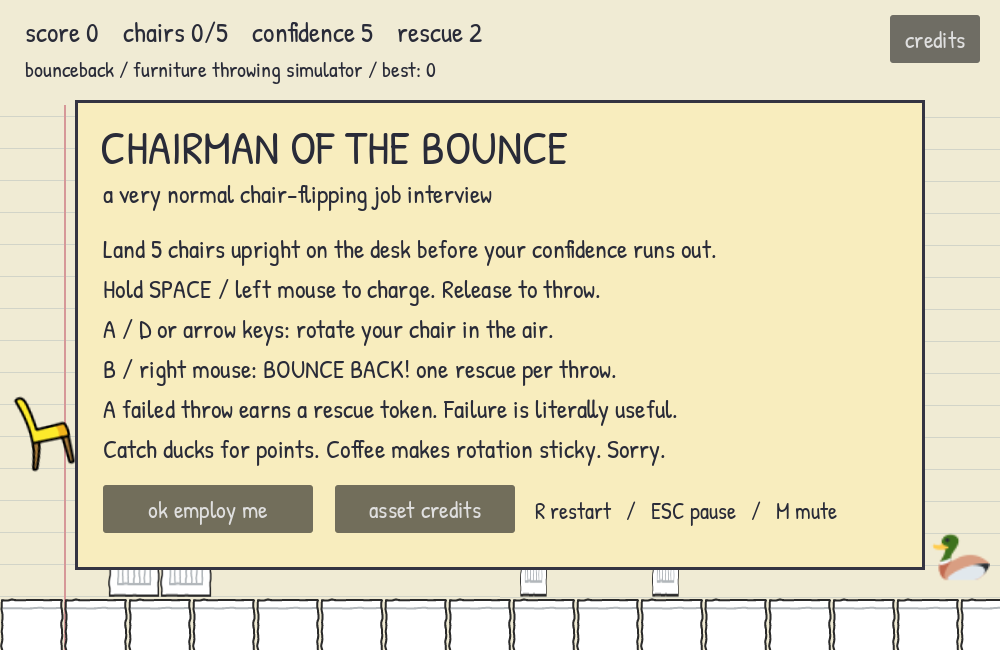 score 0 chairs 0/5 confidence 5 rescue 2
credits
bounceback / furniture throwing simulator / best: 0
CHAIRMAN OF THE BOUNCE
a very normal chair-flipping job interview
Land 5 chairs upright on the desk before your confidence runs out.
Hold SPACE / left mouse to charge. Release to throw.
A / D or arrow keys: rotate your chair in the air.
B / right mouse: BOUNCE BACK! one rescue per throw.
A failed throw earns a rescue token. Failure is literally useful.
Catch ducks for points. Coffee makes rotation sticky. Sorry.
ok employ me asset credits R restart / ESC pause / M mute